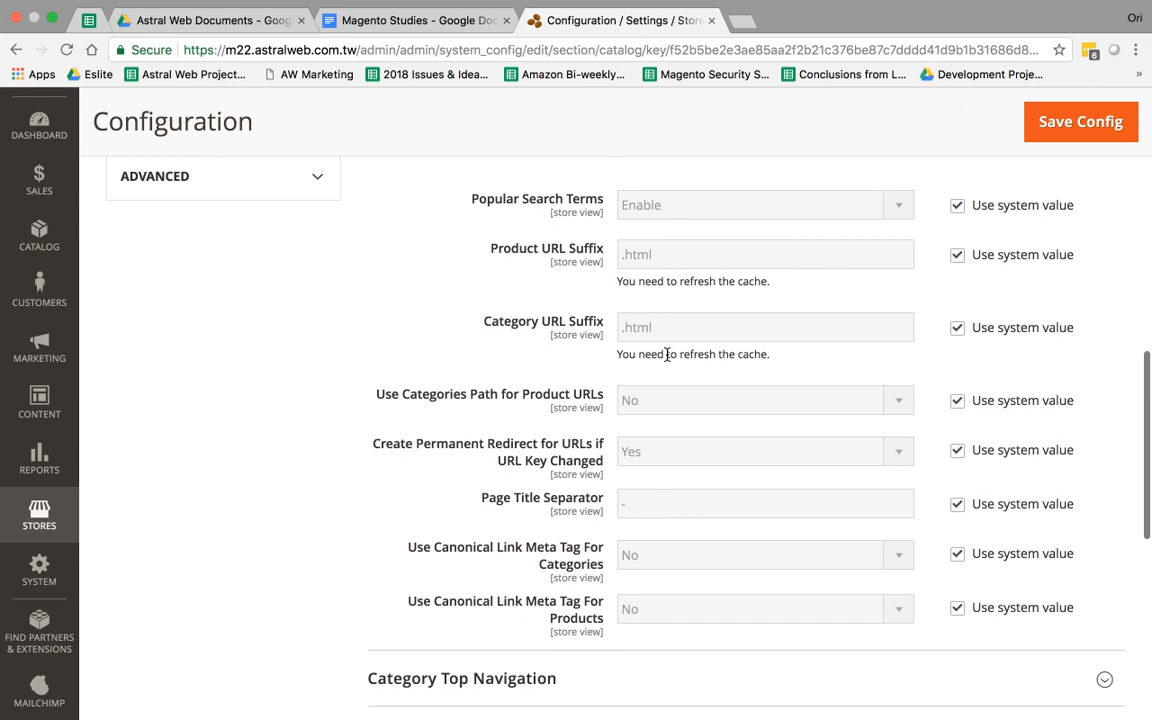 Astral Web Documents - Goog
Magento Studies - Google Doc
Configuration / Settings / Stor
Ori
Secure
https://m22.astralweb.com.tw/admin/admin/system_config/edit/section/catalog/key/f52b5be2e3ae85aa2f2b21c376be87c7dddd41d9b1b31686d8...
6
Apps
Eslite
Astral Web Project...
AW Marketing
2018 Issues & Idea...
Amazon Bi-weekly...
Magento Security S...
Conclusions from L...
Development Proje...
»
Configuration
Save Config
DASHBOARD
SALES
CATALOG
CUSTOMERS
MARKETING
CONTENT
REPORTS
STORES
SYSTEM
FIND PARTNERS
& EXTENSIONS
MAILCHIMP
ADVANCED
Popular Search Terms
[store view]
Enable
Use system value
Product URL Suffix
[store view]
.html
Use system value
You need to refresh the cache.
Category URL Suffix
[store view]
.html
Use system value
You need to refresh the cache.
Use Categories Path for Product URLs
[store view]
No
Use system value
Create Permanent Redirect for URLs if
URL Key Changed
[store view]
Yes
Use system value
Page Title Separator
[store view]
-
Use system value
Use Canonical Link Meta Tag For
Categories
[store view]
No
Use system value
Use Canonical Link Meta Tag For
Products
[store view]
No
Use system value
Category Top Navigation